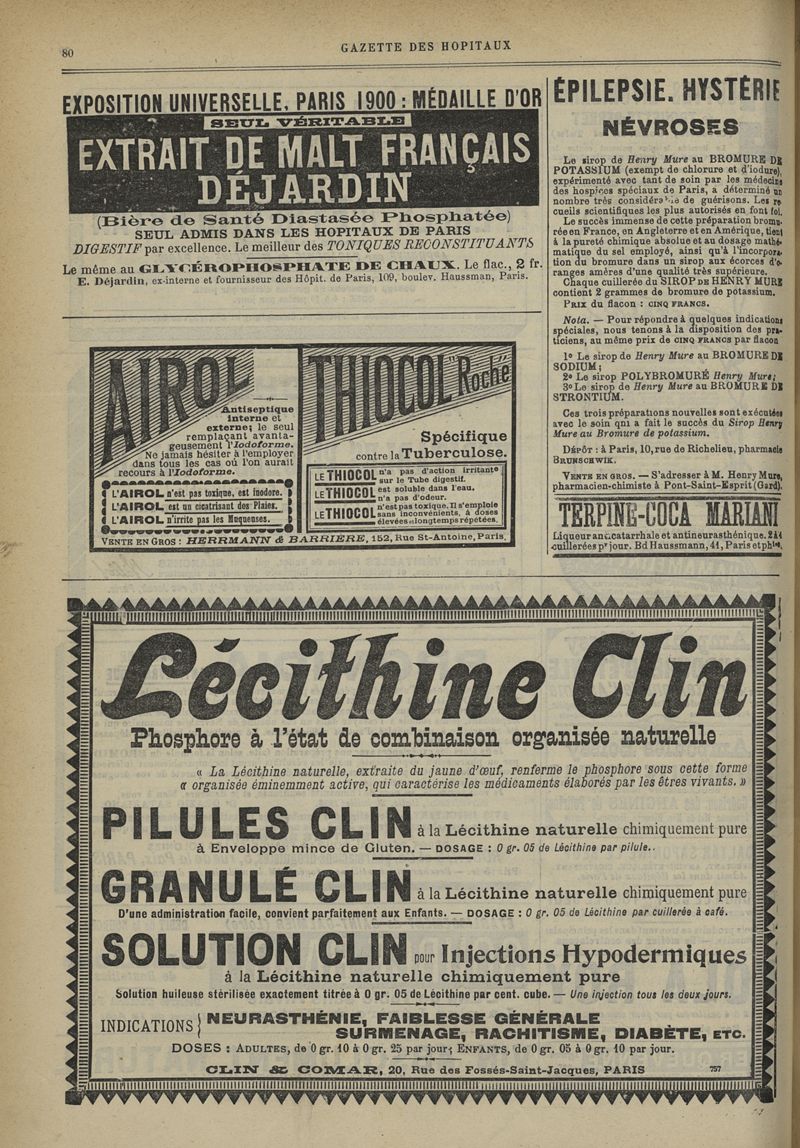 80
GAZETTE DES HOPITAUX
EXPOSITION UNIVERSELLE, PARIS 1900 : MÉDAILLE D'OR
SEUL VÉRITABLE
EXTRAIT DE MALT FRANÇAIS
DÉJARDIN
(Bière de Santé Diastasée Phosphatée)
SEUL ADMIS DANS LES HOPITAUX DE PARIS
DIGESTIF par excellence. Le meilleur des TONIQUES RECONSTITUANTS
Le même au GLYCÉROPHOSPHATE DE CHAUX. Le flac., 2 fr.
E. Déjardin, ex-interne et fournisseur des Hôpit. de Paris, 109, boulev. Haussman, Paris.
AIROL
Antiseptique
interne et
externe; le seul
remplaçant avanta-
geusement l'Iodoforme.
Ne jamais hésiter à l'employer
dans tous les cas où l'on aurait
recours à l'Iodoforme.
L'AIROL n'est pas toxique, est inodore.
L'AIROL est un cicatrisant des Plaies.
L'AIROL n'irrite pas les Muqueuses.
THIOCOL "Roche"
Spécifique
contre la Tuberculose.
LE THIOCOL n'a pas d'action irritante
sur le Tube digestif.
LE THIOCOL est soluble dans l'eau.
n'a pas d'odeur.
LE THIOCOL n'est pas toxique. Il s'emploie
sans inconvénients, à doses
élevées et longtemps répétées.
VENTE EN GROS : HERRMANN & BARRIÈRE, 152, Rue St-Antoine, Paris.
ÉPILEPSIE. HYSTÉRIE
NÉVROSES
Le sirop de Henry Mure au BROMURE DE
POTASSIUM (exempt de chlorure et d'iodure),
expérimenté avec tant de soin par les médecins
des hospices spéciaux de Paris, a déterminé un
nombre très considérable de guérisons. Les re
cueils scientifiques les plus autorisés en font foi.
Le succès immense de cette préparation bromu-
rée en France, en Angleterre et en Amérique, tient
à la pureté chimique absolue et au dosage mathé-
matique du sel employé, ainsi qu'à l'incorpora-
tion du bromure dans un sirop aux écorces d'o-
ranges amères d'une qualité très supérieure.
Chaque cuillerée du SIROP DE HENRY MURE
contient 2 grammes de bromure de potassium.
PRIX du flacon : CINQ FRANCS.
Nota. — Pour répondre à quelques indications
spéciales, nous tenons à la disposition des pra-
ticiens, au même prix de CINQ FRANCS par flacon
1° Le sirop de Henry Mure au BROMURE DE
SODIUM;
2° Le sirop POLYBROMURÉ Henry Mure;
3° Le sirop de Henry Mure au BROMURE DE
STRONTIUM.
Ces trois préparations nouvelles sont exécutées
avec le soin qni a fait le succès du Sirop Henry
Mure au Bromure de potassium.
DÉPÔT : à Paris, 10, rue de Richelieu, pharmacie
BRUNSCHWIK.
VENTE EN GROS. — S'adresser à M. Henry Mure,
pharmacien-chimiste à Pont-Saint-Esprit (Gard).
TERPINE-COCA MARIANI
Liqueur anticatarrhale et antineurasthénique. 2 à 4
cuillerées pr jour. Bd Haussmann, 41, Paris et phies.
Lécithine Clin
Phosphore à l'état de combinaison organisée naturelle
« La Lécithine naturelle, extraite du jaune d'œuf, renferme le phosphore sous cette forme
« organisée éminemment active, qui caractérise les médicaments élaborés par les êtres vivants. »
PILULES CLIN à la Lécithine naturelle chimiquement pure
à Enveloppe mince de Gluten. — DOSAGE : 0 gr. 05 de Lécithine par pilule..
GRANULÉ CLIN à la Lécithine naturelle chimiquement pure
D'une administration facile, convient parfaitement aux Enfants. — DOSAGE : 0 gr. 05 de Lécithine par cuillerée à café.
SOLUTION CLIN pour Injections Hypodermiques
à la Lécithine naturelle chimiquement pure
Solution huileuse stérilisée exactement titrée à 0 gr. 05 de Lécithine par cent. cube. — Une injection tous les deux jours.
INDICATIONS { NEURASTHÉNIE, FAIBLESSE GÉNÉRALE
SURMENAGE, RACHITISME, DIABÈTE, ETC.
DOSES : ADULTES, de 0 gr. 10 à 0 gr. 25 par jour; ENFANTS, de 0 gr. 05 à 0 gr. 10 par jour.
CLIN & COMAR, 20, Rue des Fossés-Saint-Jacques, PARIS 757